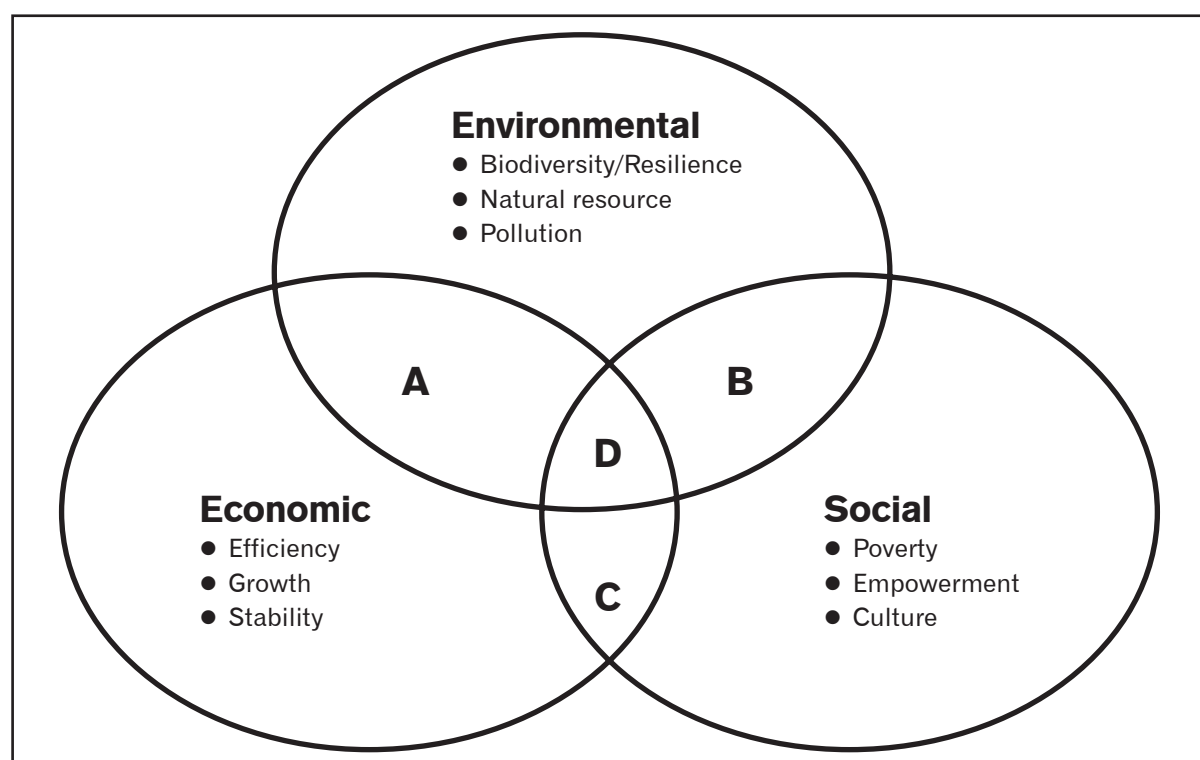 Environmental
● Biodiversity/Resilience
● Natural resource
● Pollution
A
B
D
Economic
● Efficiency
● Growth
● Stability
Social
● Poverty
● Empowerment
● Culture
C